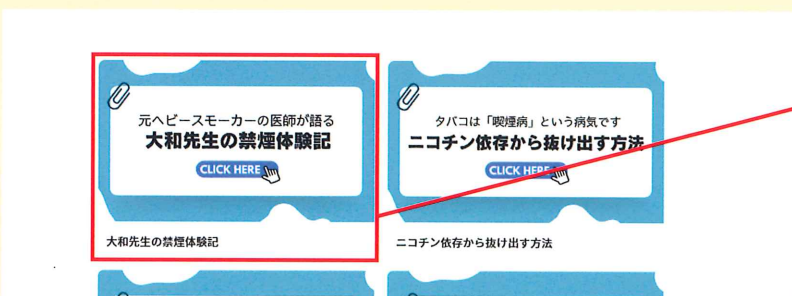 元ヘビースモーカーの医師が語る
大和先生の禁煙体験記
CLICK HERE
大和先生の禁煙体験記
タバコは「喫煙病」という病気です
ニコチン依存から抜け出す方法
CLICK HERE
ニコチン依存から抜け出す方法